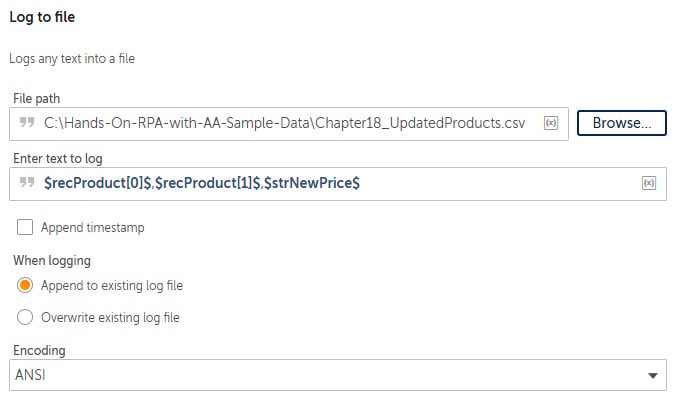 Log to file
Logs any text into a file
File path
C:\Hands-On-RPA-with-AA-Sample-Data\Chapter18_UpdatedProducts.csv
(x)
Browse...
Enter text to log
$recProduct[0]$,$recProduct[1]$,$strNewPrice$
(x)
Append timestamp
When logging
Append to existing log file
Overwrite existing log file
Encoding
ANSI